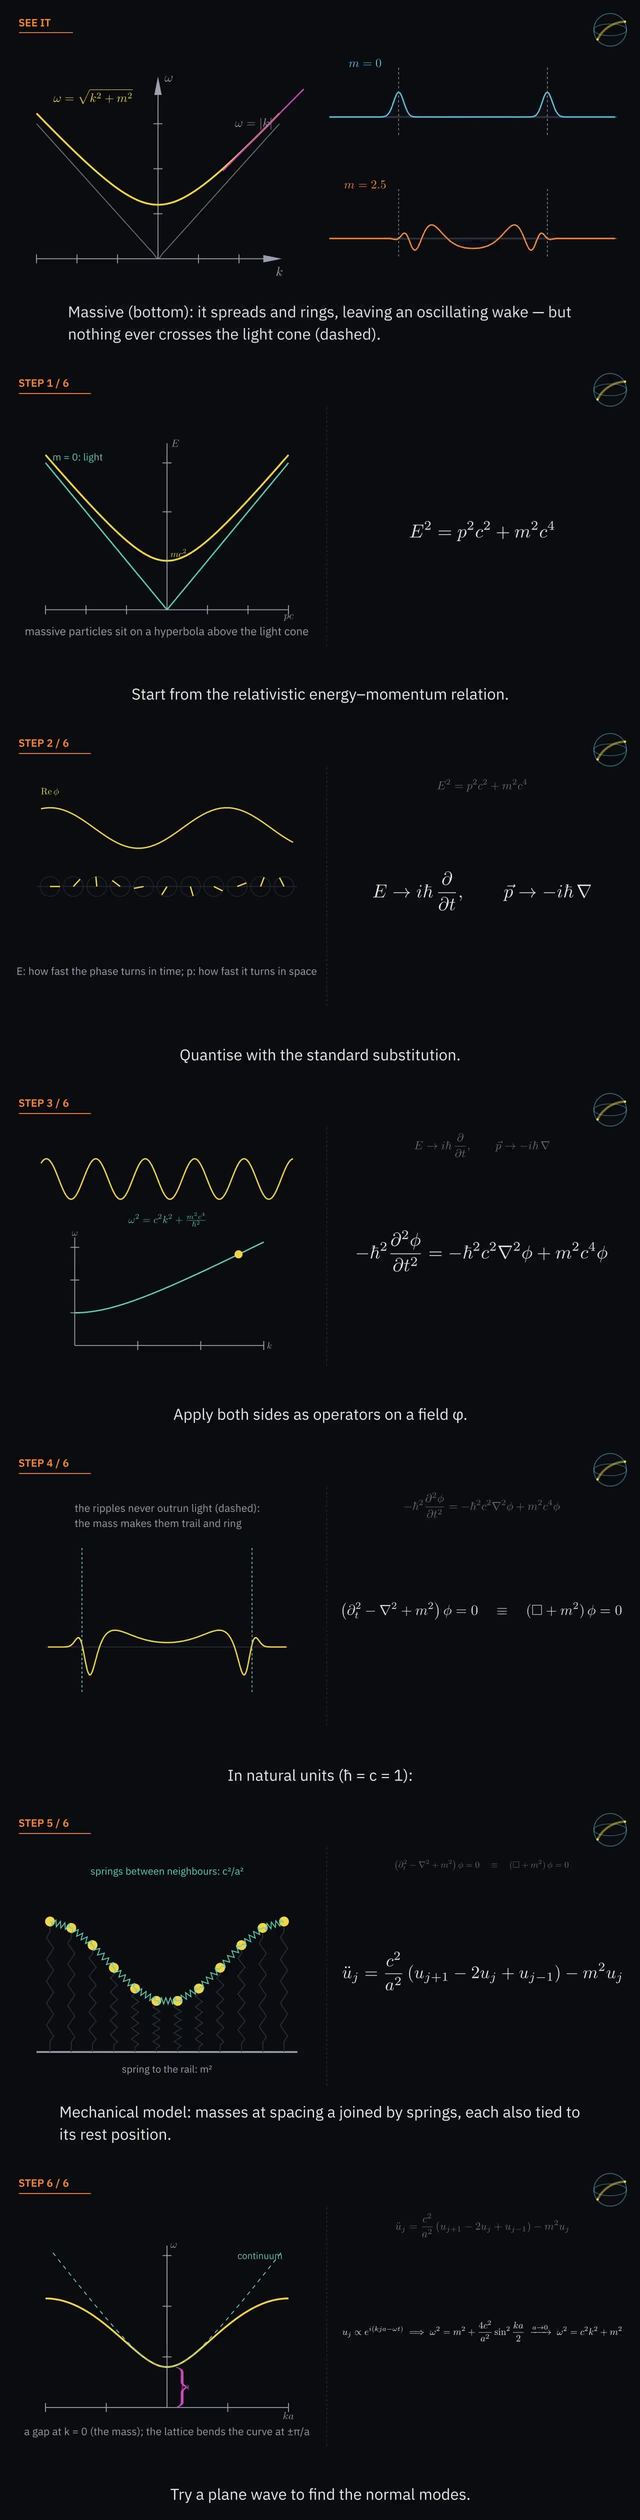 SEE IT
ω
ω = √(k² + m²)
ω = |k|
k
m = 0
m = 2.5
Massive (bottom): it spreads and rings, leaving an oscillating wake — but
nothing ever crosses the light cone (dashed).
STEP 1 / 6
E
m = 0: light
mc²
pc
massive particles sit on a hyperbola above the light cone
E² = p²c² + m²c⁴
Start from the relativistic energy–momentum relation.
STEP 2 / 6
Re ϕ
E: how fast the phase turns in time; p: how fast it turns in space
E² = p²c² + m²c⁴
E → iħ ∂/∂t, p⃗ → −iħ ∇
Quantise with the standard substitution.
STEP 3 / 6
ω² = c²k² + m²c⁴/ħ²
ω
k
E → iħ ∂/∂t, p⃗ → −iħ ∇
−ħ² ∂²ϕ/∂t² = −ħ²c²∇²ϕ + m²c⁴ϕ
Apply both sides as operators on a field φ.
STEP 4 / 6
the ripples never outrun light (dashed):
the mass makes them trail and ring
−ħ² ∂²ϕ/∂t² = −ħ²c²∇²ϕ + m²c⁴ϕ
(∂ₜ² − ∇² + m²) ϕ = 0 ≡ (□ + m²) ϕ = 0
In natural units (ħ = c = 1):
STEP 5 / 6
springs between neighbours: c²/a²
spring to the rail: m²
(∂ₜ² − ∇² + m²) ϕ = 0 ≡ (□ + m²) ϕ = 0
üⱼ = c²/a² (uⱼ₊₁ − 2uⱼ + uⱼ₋₁) − m²uⱼ
Mechanical model: masses at spacing a joined by springs, each also tied to
its rest position.
STEP 6 / 6
ω
continuum
ka
a gap at k = 0 (the mass); the lattice bends the curve at ±π/a
üⱼ = c²/a² (uⱼ₊₁ − 2uⱼ + uⱼ₋₁) − m²uⱼ
uⱼ ∝ e^{i(kja−ωt)} ⟹ ω² = m² + 4c²/a² sin² ka/2 —a→0→ ω² = c²k² + m²
Try a plane wave to find the normal modes.